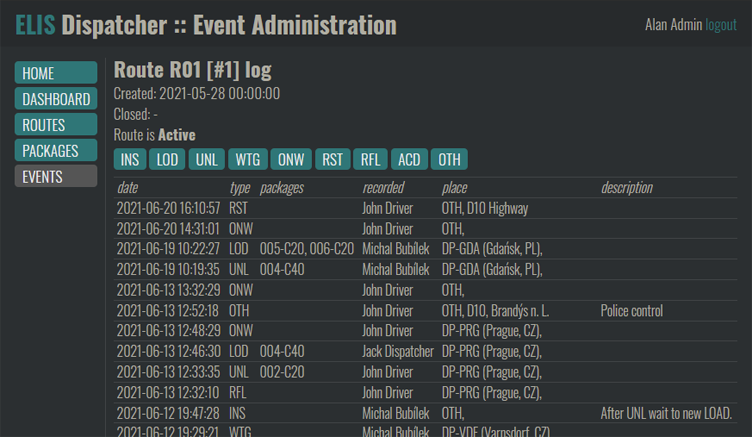 ELIS Dispatcher :: Event Administration
Alan Admin logout
HOME
DASHBOARD
ROUTES
PACKAGES
EVENTS
Route R01 [#1] log
Created: 2021-05-28 00:00:00
Closed: -
Route is Active
INS LOD UNL WTG ONW RST RFL ACD OTH
date type packages recorded place description
2021-06-20 16:10:57 RST John Driver OTH, D10 Highway
2021-06-20 14:31:01 ONW John Driver OTH,
2021-06-19 10:22:27 LOD 005-C20, 006-C20 Michal Bubílek DP-GDA (Gdańsk, PL),
2021-06-19 10:19:35 UNL 004-C40 Michal Bubílek DP-GDA (Gdańsk, PL),
2021-06-13 13:32:29 ONW John Driver OTH,
2021-06-13 12:52:18 OTH John Driver OTH, D10, Brandýs n. L. Police control
2021-06-13 12:48:29 ONW John Driver DP-PRG (Prague, CZ),
2021-06-13 12:46:30 LOD 004-C40 Jack Dispatcher DP-PRG (Prague, CZ),
2021-06-13 12:33:35 UNL 002-C20 John Driver DP-PRG (Prague, CZ),
2021-06-13 12:32:10 RFL John Driver DP-PRG (Prague, CZ),
2021-06-12 19:47:28 INS Michal Bubílek OTH, After UNL wait to new LOAD.
2021-06-12 19:29:21 WTG Michal Bubílek DP-VDF (Varnsdorf, CZ)